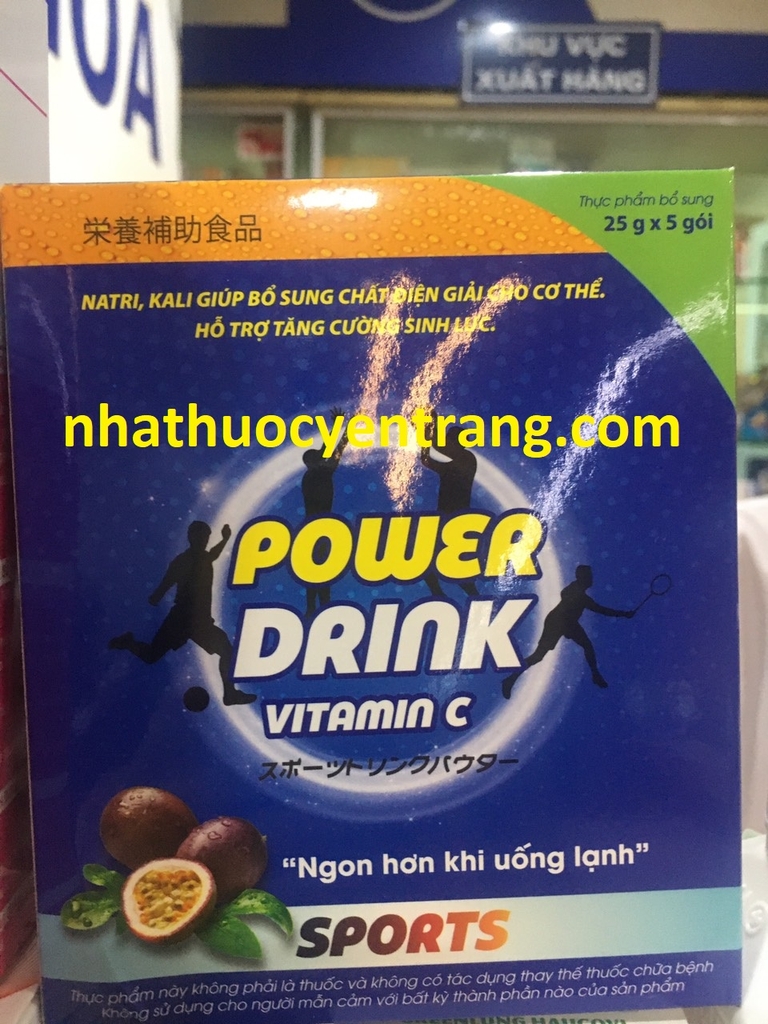 KHU VỰC
XUẤT HÀNG
栄養補助食品
Thực phẩm bổ sung
25 g x 5 gói
NATRI, KALI GIÚP BỔ SUNG CHẤT ĐIỆN GIẢI CHO CƠ THỂ.
HỖ TRỢ TĂNG CƯỜNG SINH LỰC.
nhathuocyentrang.com
POWER
DRINK
VITAMIN C
スポーツドリンクパウター
“Ngon hơn khi uống lạnh”
SPORTS
Thực phẩm này không phải là thuốc và không có tác dụng thay thế thuốc chữa bệnh
Không sử dụng cho người mẫn cảm với bất kỳ thành phần nào của sản phẩm